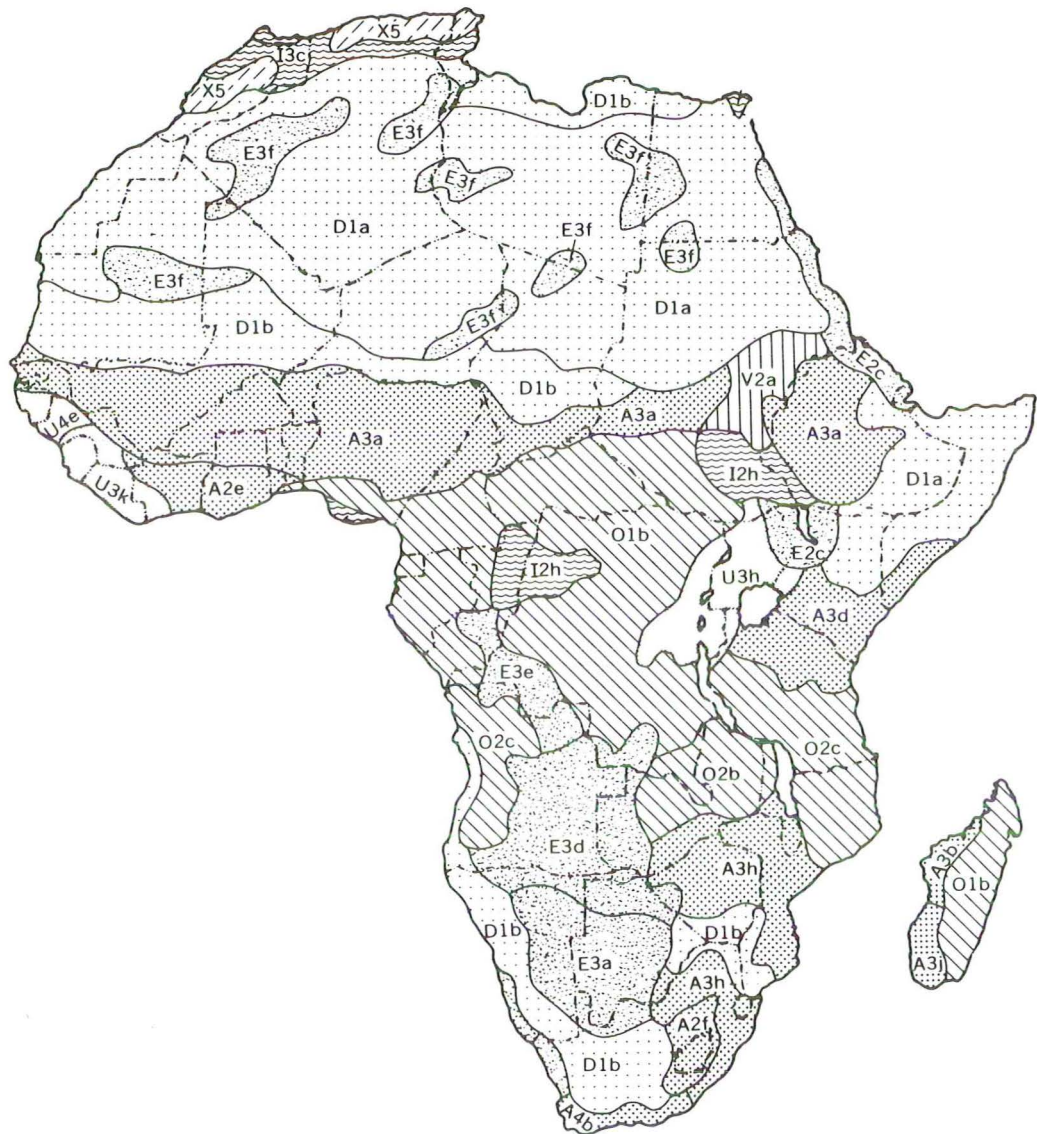 X5
I3c
X5
D1b
E3f
E3f
E3f
E3f
D1a
E3f
E3f
E3f
D1b
E3f
D1a
E2c
V2a
D1b
A3a
A3a
U4e
A3a
I2h
D1a
U3k
A2e
O1b
E2c
I2h
U3h
A3d
E3e
O2c
O2c
O2b
E3d
A3b
A3h
O1b
D1b
D1b
E3a
A3h
A3j
A2f
D1b
A4b